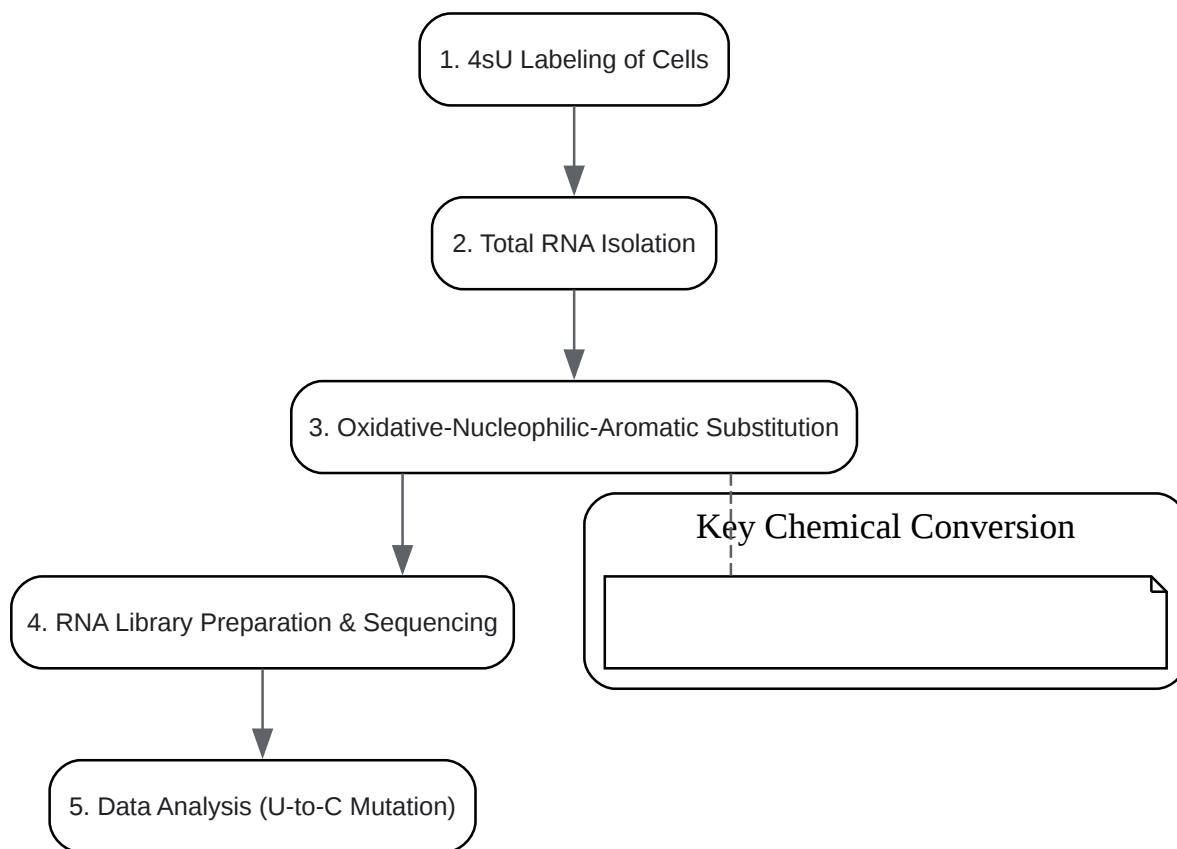 1. 4sU Labeling of Cells
2. Total RNA Isolation
3. Oxidative-Nucleophilic-Aromatic Substitution
Key Chemical Conversion
4. RNA Library Preparation & Sequencing
5. Data Analysis (U-to-C Mutation)